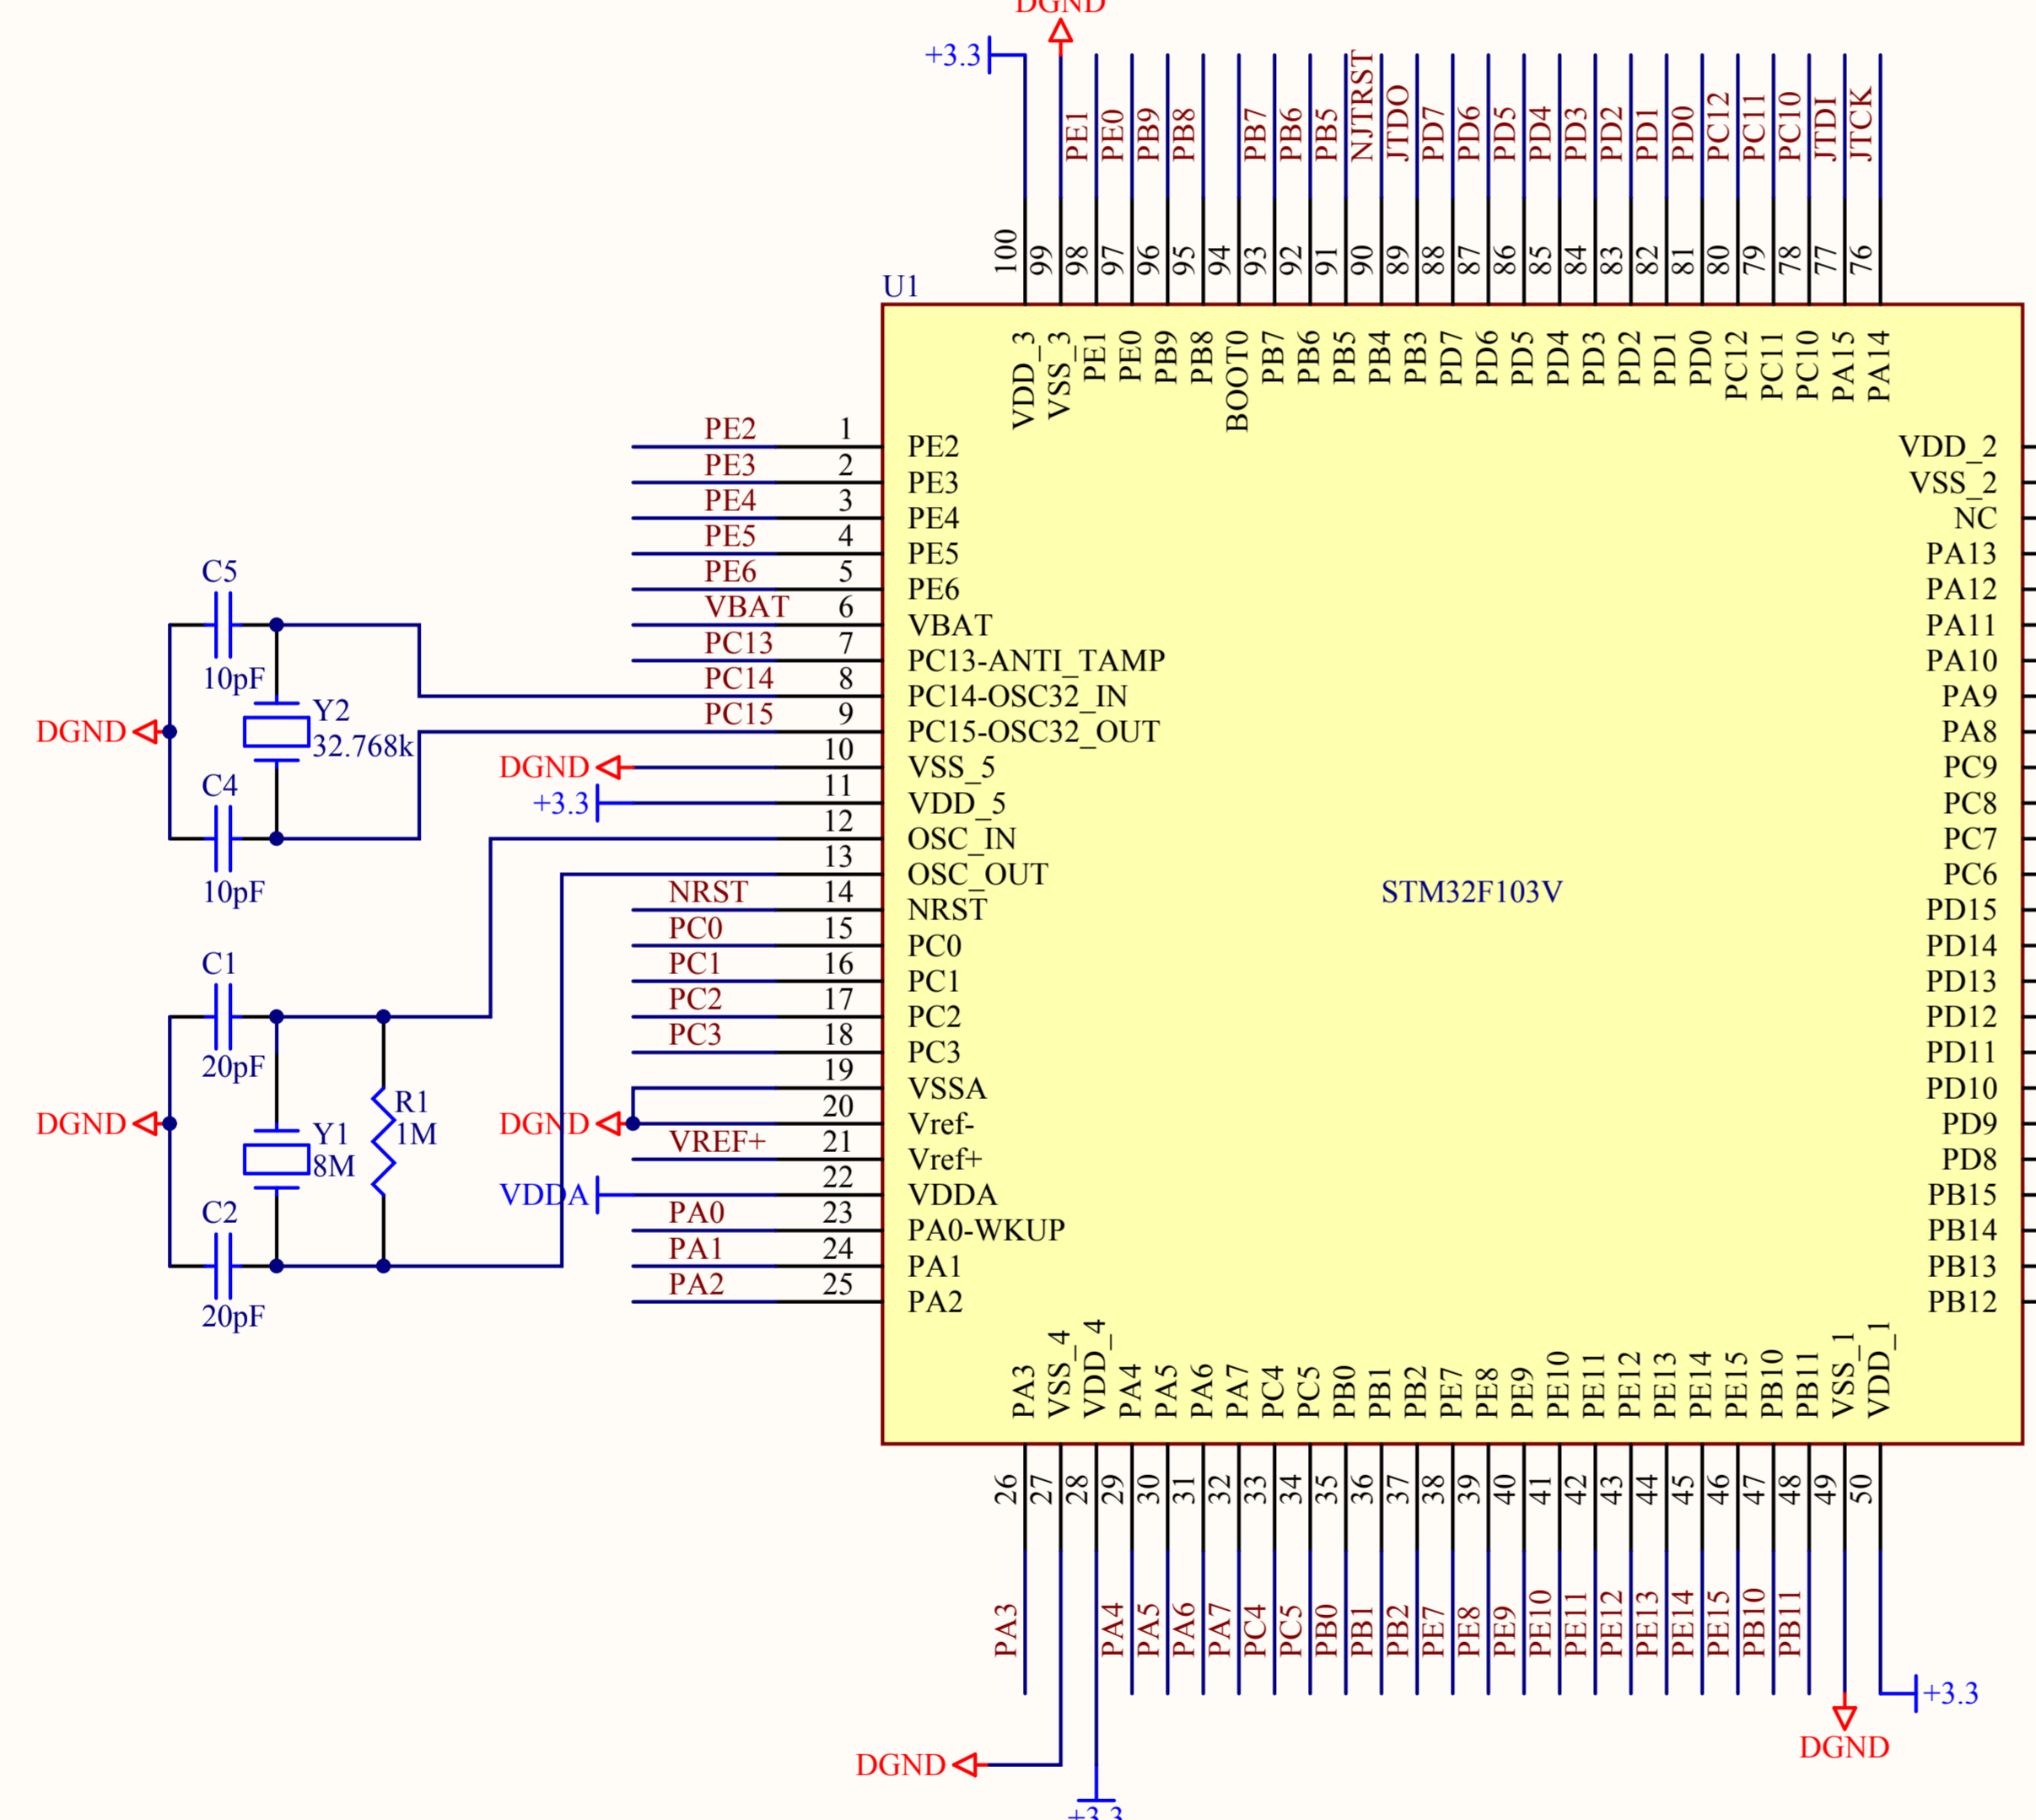 DGND
+3.3
PE1
PE0
PB9
PB8
PB7
PB6
PB5
NJTRST
JTDO
PD7
PD6
PD5
PD4
PD3
PD2
PD1
PD0
PC12
PC11
PC10
JTDI
JTCK
100
99
98
97
96
95
94
93
92
91
90
89
88
87
86
85
84
83
82
81
80
79
78
77
76
U1
VDD_3
VSS_3
PE1
PE0
PB9
PB8
BOOT0
PB7
PB6
PB5
PB4
PB3
PD7
PD6
PD5
PD4
PD3
PD2
PD1
PD0
PC12
PC11
PC10
PA15
PA14
PE2 1 PE2
PE3 2 PE3
PE4 3 PE4
PE5 4 PE5
PE6 5 PE6
VBAT 6 VBAT
PC13 7 PC13-ANTI_TAMP
PC14 8 PC14-OSC32_IN
PC15 9 PC15-OSC32_OUT
DGND 10 VSS_5
+3.3 11 VDD_5
12 OSC_IN
13 OSC_OUT
NRST 14 NRST
PC0 15 PC0
PC1 16 PC1
PC2 17 PC2
PC3 18 PC3
19 VSSA
DGND 20 Vref-
VREF+ 21 Vref+
VDDA 22 VDDA
PA0 23 PA0-WKUP
PA1 24 PA1
PA2 25 PA2
C5
10pF
Y2
32.768k
DGND
C4
10pF
C1
20pF
R1
1M
DGND
Y1
8M
C2
20pF
STM32F103V
VDD_2
VSS_2
NC
PA13
PA12
PA11
PA10
PA9
PA8
PC9
PC8
PC7
PC6
PD15
PD14
PD13
PD12
PD11
PD10
PD9
PD8
PB15
PB14
PB13
PB12
PA3
VSS_4
VDD_4
PA4
PA5
PA6
PA7
PC4
PC5
PB0
PB1
PB2
PE7
PE8
PE9
PE10
PE11
PE12
PE13
PE14
PE15
PB10
PB11
VSS_1
VDD_1
26
27
28
29
30
31
32
33
34
35
36
37
38
39
40
41
42
43
44
45
46
47
48
49
50
PA3
PA4
PA5
PA6
PA7
PC4
PC5
PB0
PB1
PB2
PE7
PE8
PE9
PE10
PE11
PE12
PE13
PE14
PE15
PB10
PB11
+3.3
DGND
DGND
+3.3